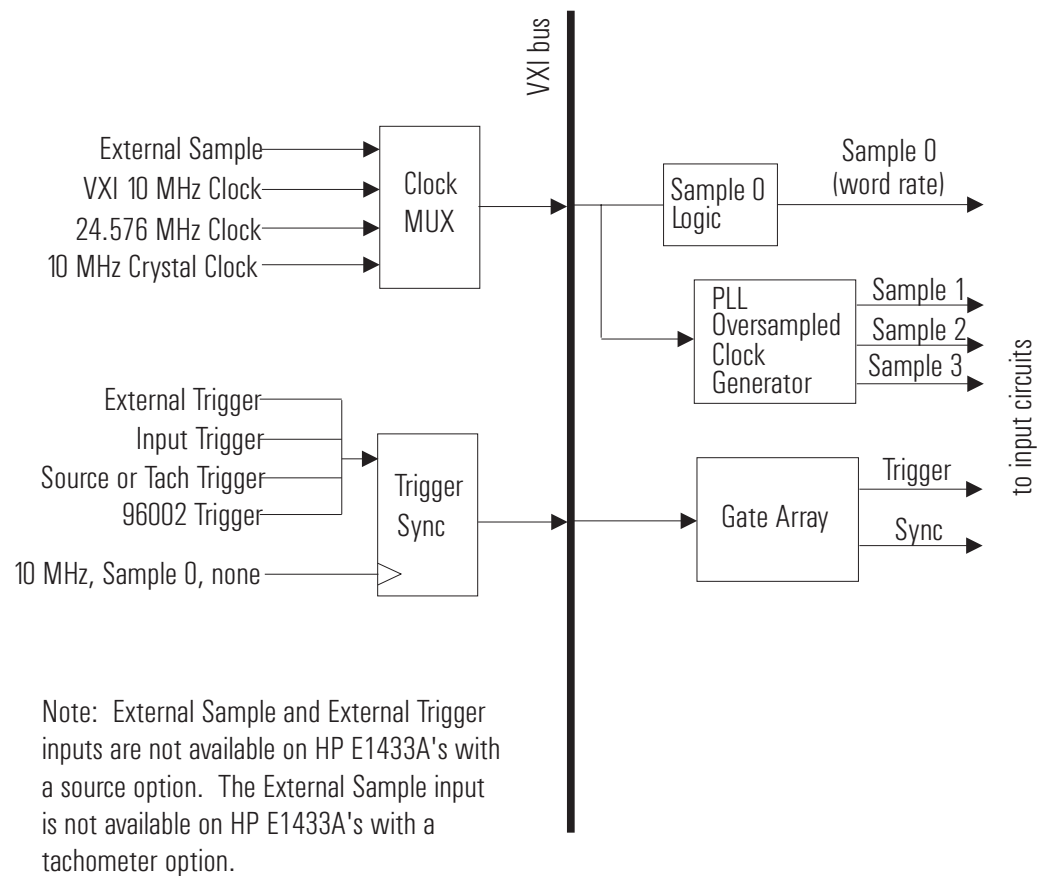 VXI bus
External Sample
VXI 10 MHz Clock
24.576 MHz Clock
10 MHz Crystal Clock
Clock
MUX
Sample 0
Logic
Sample 0
(word rate)
PLL
Oversampled
Clock
Generator
Sample 1
Sample 2
Sample 3
to input circuits
External Trigger
Input Trigger
Source or Tach Trigger
96002 Trigger
10 MHz, Sample 0, none
Trigger
Sync
Gate Array
Trigger
Sync
Note: External Sample and External Trigger
inputs are not available on HP E1433A's with
a source option. The External Sample input
is not available on HP E1433A's with a
tachometer option.